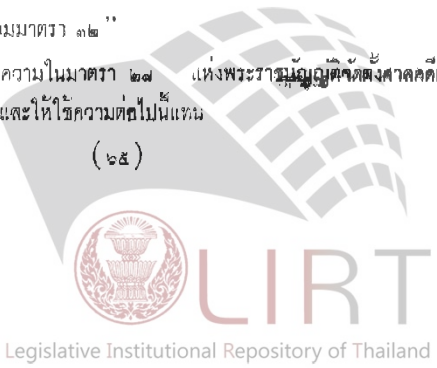 มมาตรา ๓๒”
ความในมาตรา ๒๗ แห่งพระราชบัญญัติจัดตั้งศาลคดี
และให้ใช้ความต่อไปนี้แทน
(๖๕)
LIRT
Legislative Institutional Repository of Thailand